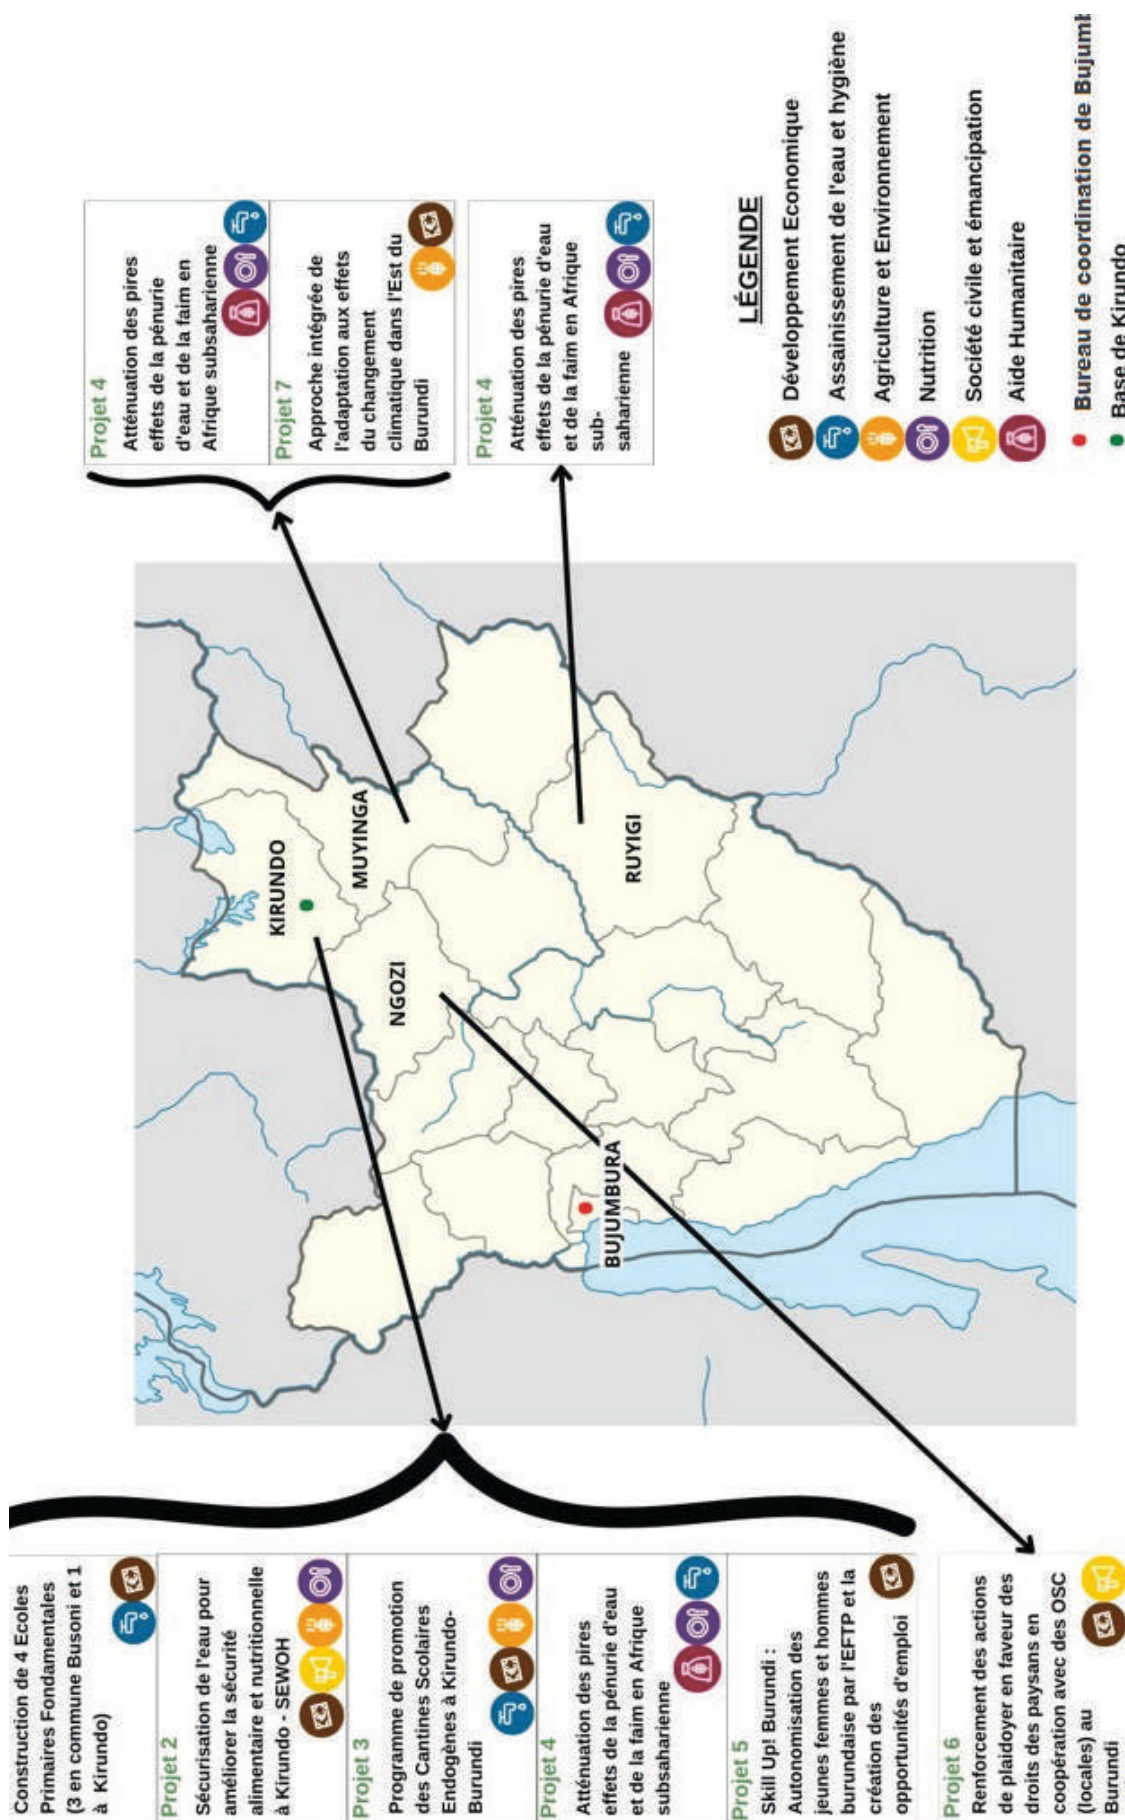 Construction de 4 Ecoles
Primaires Fondamentales
(3 en commune Busoni et 1
à Kirundo)
Projet 2
Sécurisation de l'eau pour
améliorer la sécurité
alimentaire et nutritionnelle
à Kirundo - SEWOH
Projet 3
Programme de promotion
des Cantines Scolaires
Endogènes à Kirundo-
Burundi
Projet 4
Atténuation des pires
effets de la pénurie d'eau
et de la faim en Afrique
subsaharienne
Projet 5
Skill Up! Burundi :
Autonomisation des
jeunes femmes et hommes
burundaise par l'EFTP et la
création des
opportunités d'emploi
Projet 6
Renforcement des actions
de plaidoyer en faveur des
droits des paysans en
coopération avec des OSC
(locales) au
Burundi
KIRUNDO
MUYINGA
NGOZI
RUYIGI
BUJUMBURA
Projet 4
Atténuation des pires
effets de la pénurie
d'eau et de la faim en
Afrique subsaharienne
Projet 7
Approche intégrée de
l'adaptation aux effets
du changement
climatique dans l'Est du
Burundi
Projet 4
Atténuation des pires
effets de la pénurie d'eau
et de la faim en Afrique
sub-
saharienne
LÉGENDE
Développement Economique
Assainissement de l'eau et hygiène
Agriculture et Environnement
Nutrition
Société civile et émancipation
Aide Humanitaire
Bureau de coordination de Bujumb
Base de Kirundo